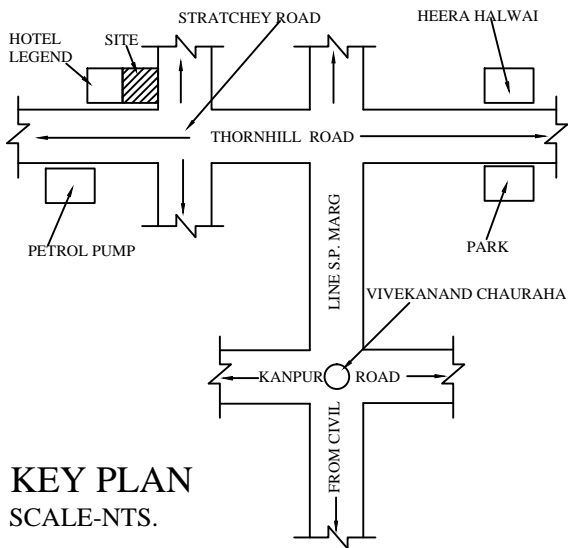 STRATCHEY ROAD
HEERA HALWAI
HOTEL
LEGEND
SITE
THORNHILL ROAD
PETROL PUMP
PARK
LINE S.P. MARG
VIVEKANAND CHAURAHA
KANPUR ROAD
FROM CIVIL
KEY PLAN
SCALE-NTS.